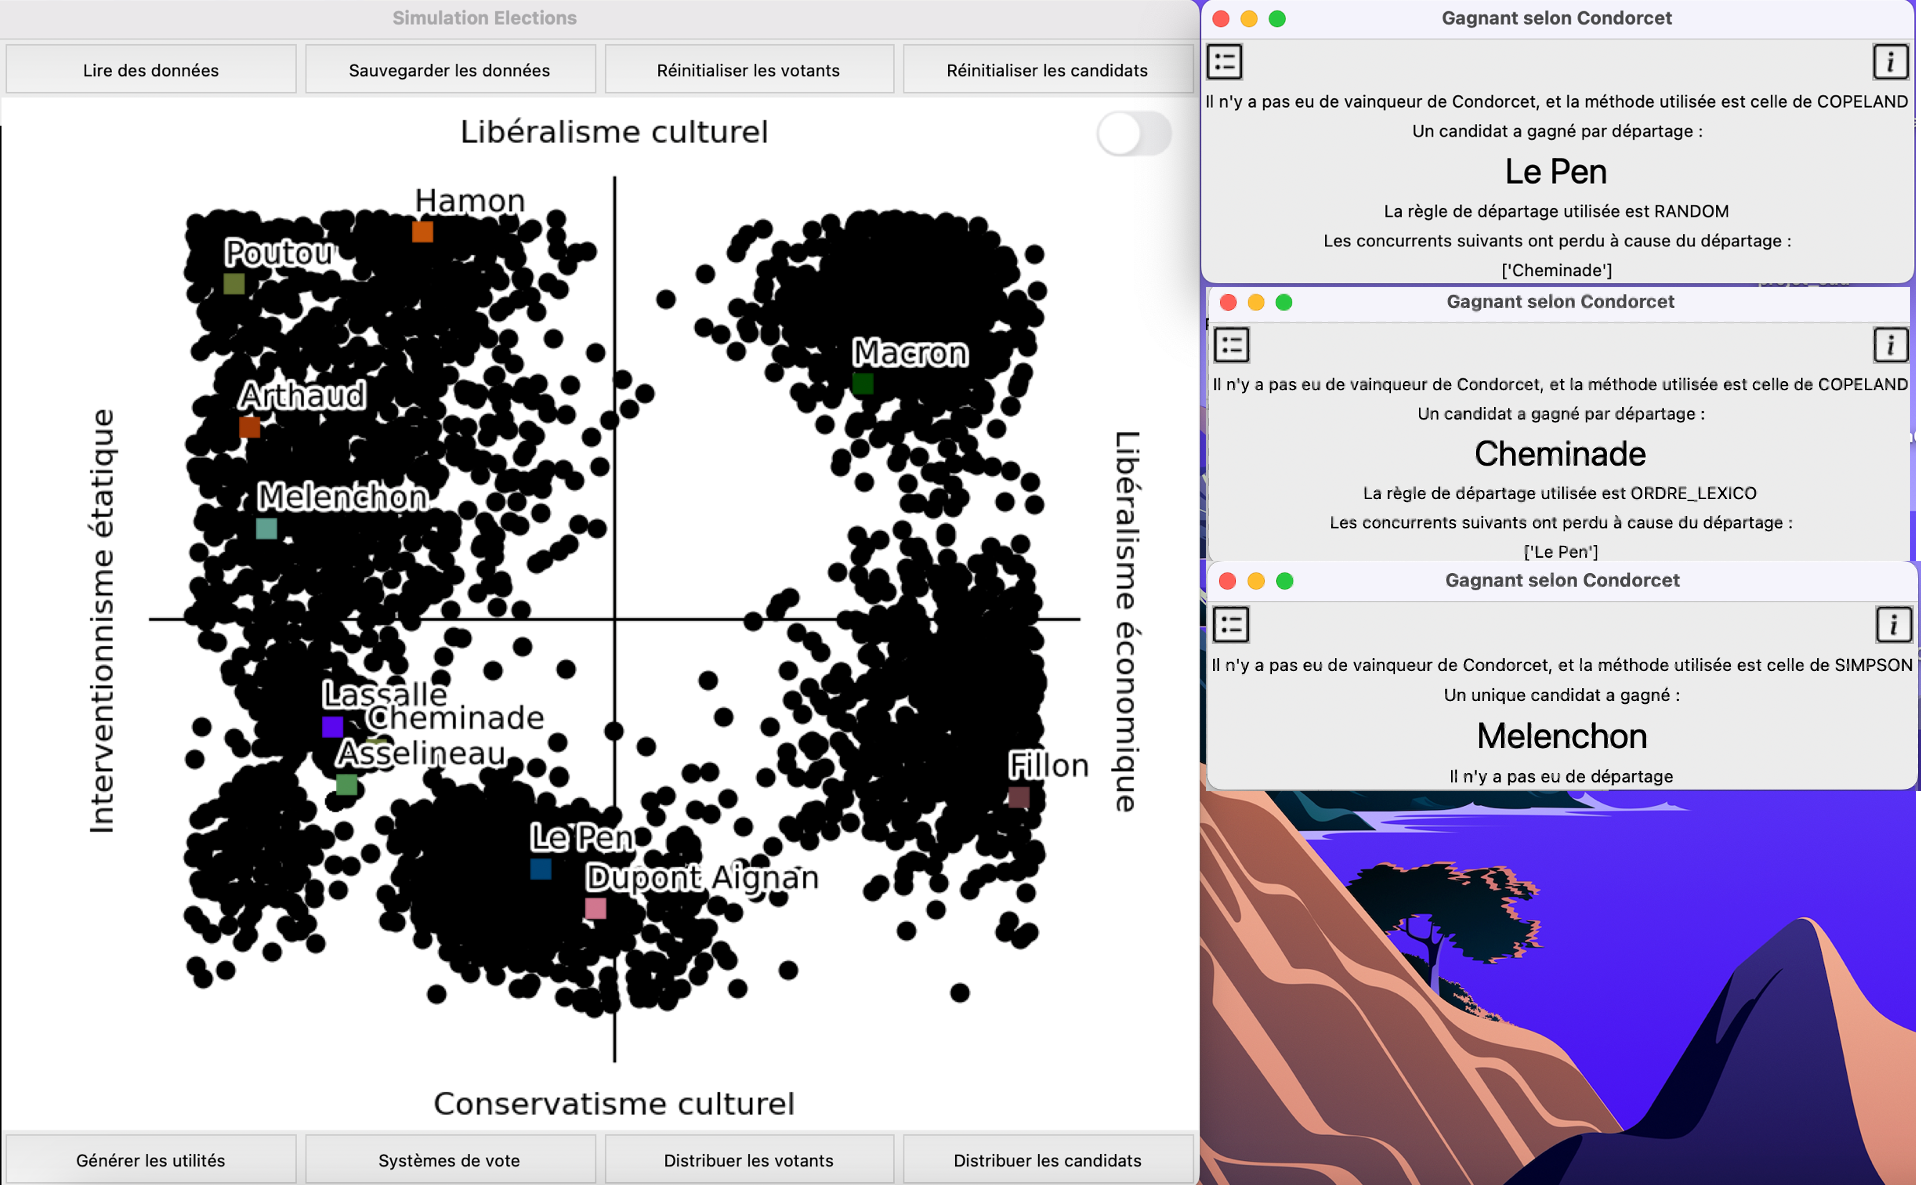 Simulation Elections
Lire des données
Sauvegarder les données
Réinitialiser les votants
Réinitialiser les candidats
Libéralisme culturel
Hamon
Poutou
Macron
Arthaud
Interventionnisme étatique
Libéralisme économique
Melenchon
Lassalle
Cheminade
Asselineau
Fillon
Le Pen
Dupont Aignan
Conservatisme culturel
Générer les utilités
Systèmes de vote
Distribuer les votants
Distribuer les candidats
Gagnant selon Condorcet
i
Il n'y a pas eu de vainqueur de Condorcet, et la méthode utilisée est celle de COPELAND
Un candidat a gagné par départage :
Le Pen
La règle de départage utilisée est RANDOM
Les concurrents suivants ont perdu à cause du départage :
['Cheminade']
Gagnant selon Condorcet
i
Il n'y a pas eu de vainqueur de Condorcet, et la méthode utilisée est celle de COPELAND
Un candidat a gagné par départage :
Cheminade
La règle de départage utilisée est ORDRE_LEXICO
Les concurrents suivants ont perdu à cause du départage :
['Le Pen']
Gagnant selon Condorcet
i
Il n'y a pas eu de vainqueur de Condorcet, et la méthode utilisée est celle de SIMPSON
Un unique candidat a gagné :
Melenchon
Il n'y a pas eu de départage